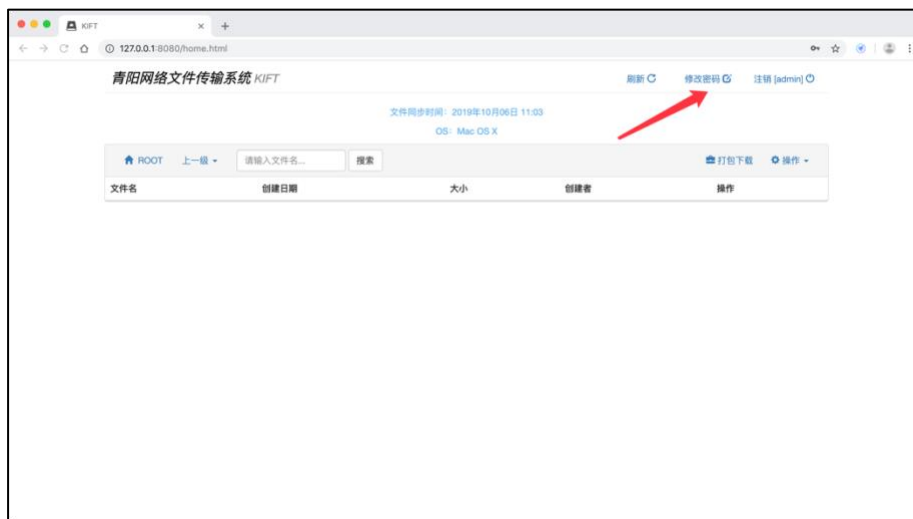 KIFT
127.0.0.1:8080/home.html
青阳网络文件传输系统 KIFT 刷新 修改密码 注销 [admin]
文件同步时间：2019年10月06日 11:03
OS：Mac OS X
ROOT 上一级 请输入文件名... 搜索 打包下载 操作
文件名 创建日期 大小 创建者 操作